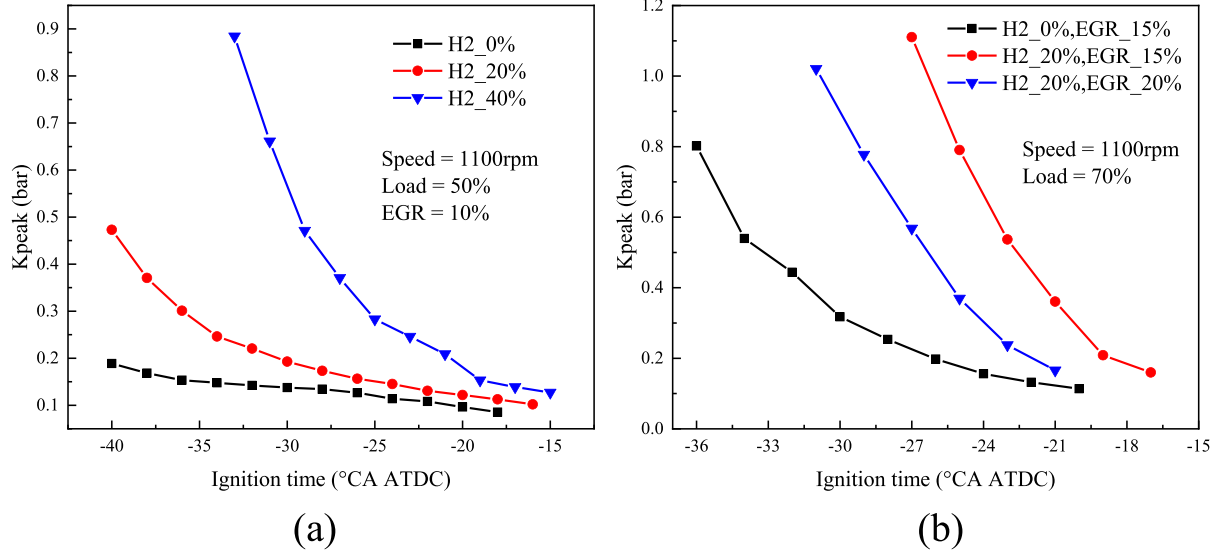 0.9
0.8
0.7
0.6
0.5
0.4
0.3
0.2
0.1
Kpeak (bar)
H2_0%
H2_20%
H2_40%
Speed = 1100rpm
Load = 50%
EGR = 10%
-40 -35 -30 -25 -20 -15
Ignition time (°CA ATDC)
(a)
1.2
1.0
0.8
0.6
0.4
0.2
0.0
Kpeak (bar)
H2_0%,EGR_15%
H2_20%,EGR_15%
H2_20%,EGR_20%
Speed = 1100rpm
Load = 70%
-36 -33 -30 -27 -24 -21 -18 -15
Ignition time (°CA ATDC)
(b)